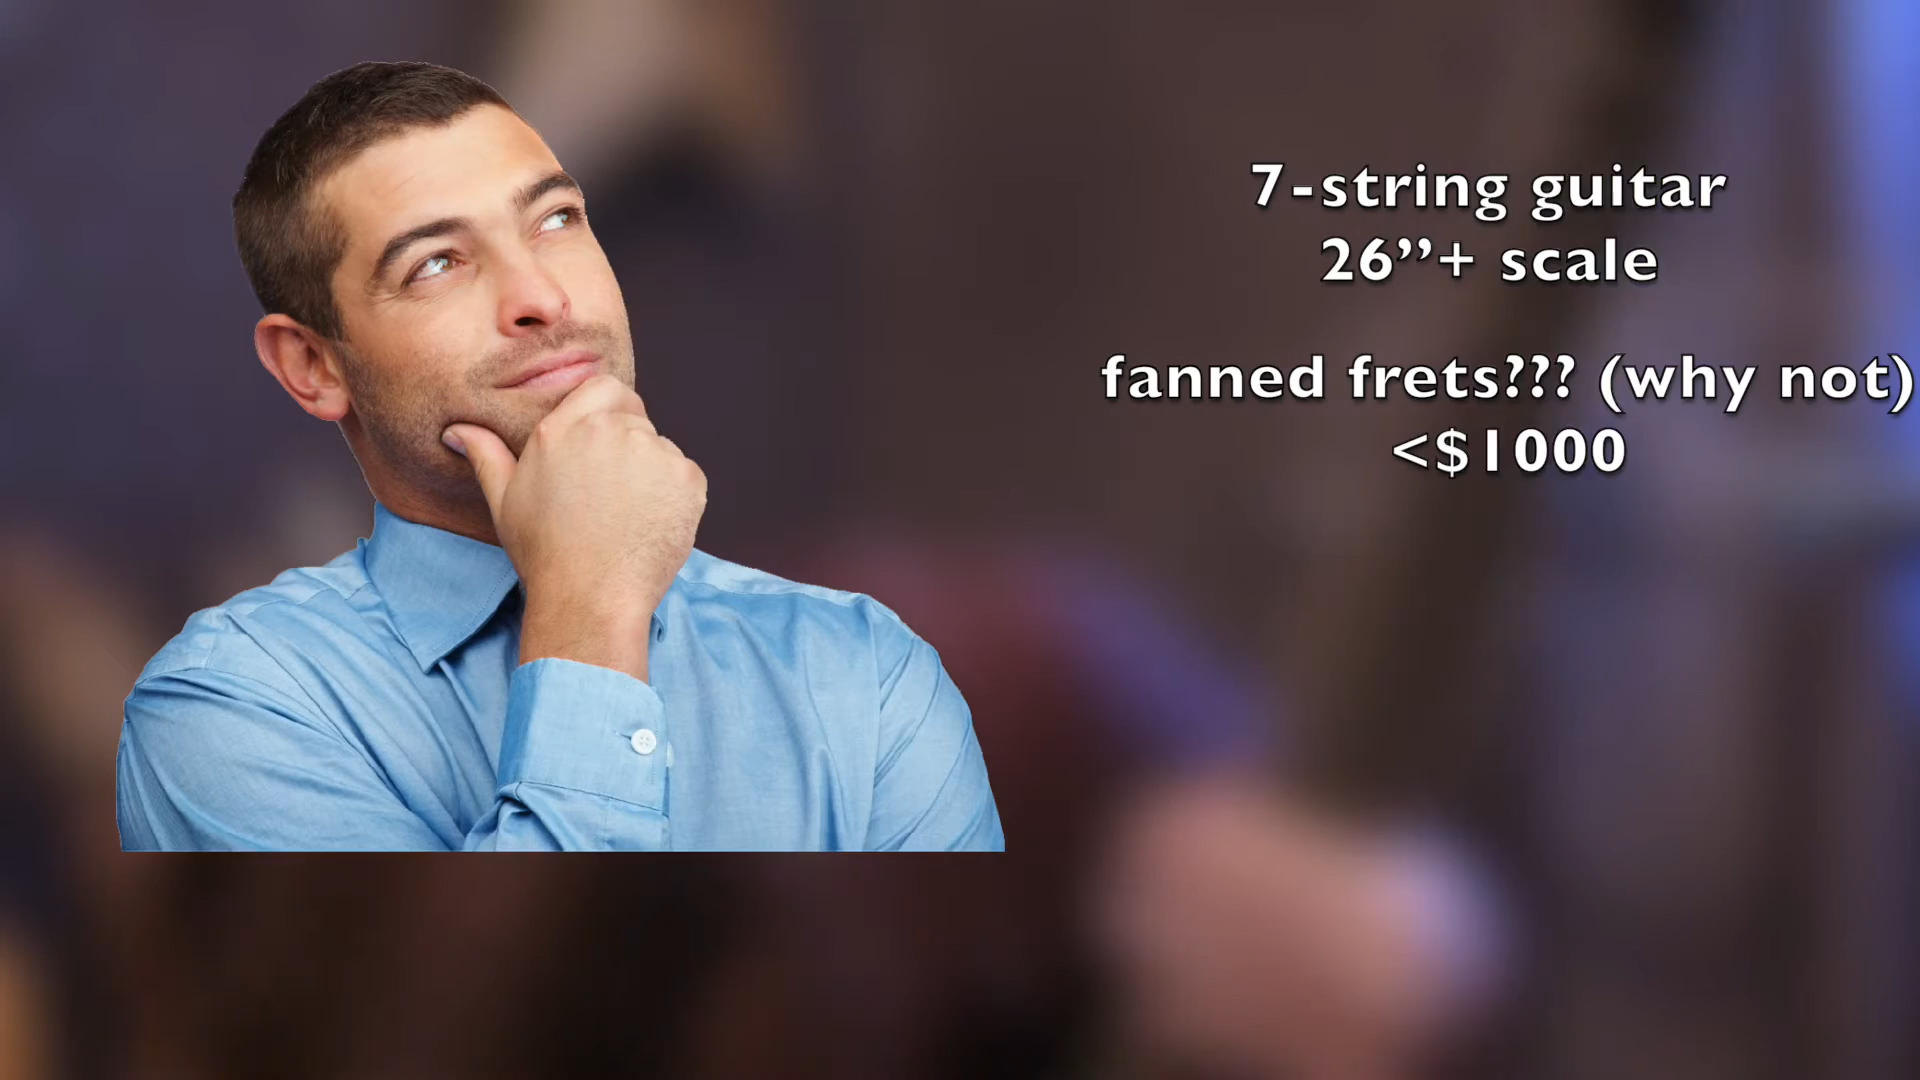 7-string guitar
26”+ scale
fanned frets??? (why not)
<$1000